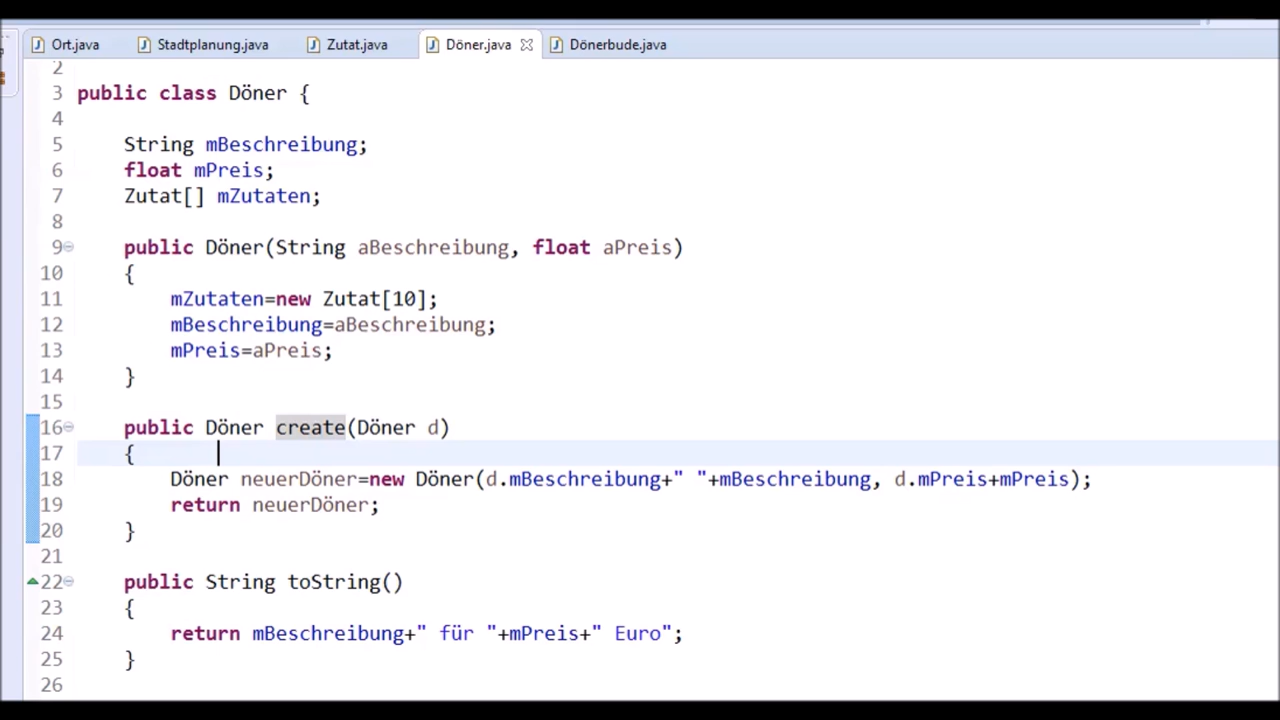 Ort.java Stadtplanung.java Zutat.java Döner.java Dönerbude.java
2
3 public class Döner {
4
5 String mBeschreibung;
6 float mPreis;
7 Zutat[] mZutaten;
8
9 public Döner(String aBeschreibung, float aPreis)
10 {
11 mZutaten=new Zutat[10];
12 mBeschreibung=aBeschreibung;
13 mPreis=aPreis;
14 }
15
16 public Döner create(Döner d)
17 {
18 Döner neuerDöner=new Döner(d.mBeschreibung+" "+mBeschreibung, d.mPreis+mPreis);
19 return neuerDöner;
20 }
21
22 public String toString()
23 {
24 return mBeschreibung+" für "+mPreis+" Euro";
25 }
26